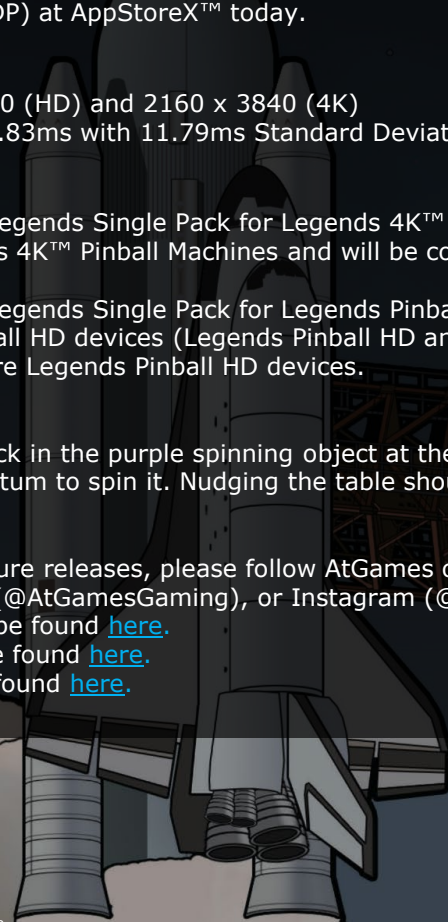 DP) at AppStoreX™ today.
0 (HD) and 2160 x 3840 (4K)
.83ms with 11.79ms Standard Deviat
egends Single Pack for Legends 4K™
s 4K™ Pinball Machines and will be co
egends Single Pack for Legends Pinba
all HD devices (Legends Pinball HD an
re Legends Pinball HD devices.
ck in the purple spinning object at the
tum to spin it. Nudging the table shou
ure releases, please follow AtGames o
(@AtGamesGaming), or Instagram (@
be found here.
e found here.
found here.